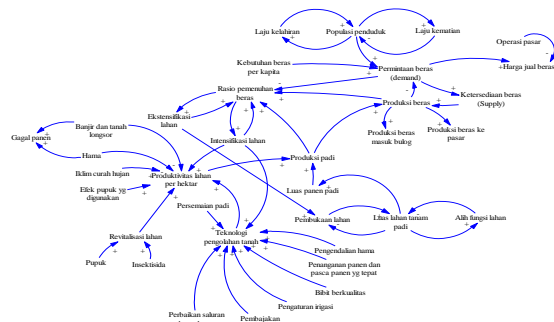 Laju kelahiran
Populasi penduduk
Laju kematian
Operasi pasar
Kebutuhan beras
per kapita
Permintaan beras
(demand)
Harga jual beras
Rasio pemenuhan
beras
Ketersediaan beras
(Supply)
Ekstensifikasi
lahan
Produksi beras
Banjir dan tanah
longsor
Intensifikasi lahan
Produksi beras
masuk bulog
Produksi beras ke
pasar
Gagal panen
Hama
Produksi padi
Iklim curah hujan
Produktivitas lahan
per hektar
Luas panen padi
Efek pupuk yg
digunakan
Persemaian padi
Pembukaan lahan
Luas lahan tanam
padi
Alih fungsi lahan
Revitalisasi lahan
Teknologi
pengolahan tanah
Pengendalian hama
Pupuk
Insektisida
Penanganan panen dan
pasca panen yg tepat
Bibit berkualitas
Pengaturan irigasi
Perbaikan saluran
Pembajakan